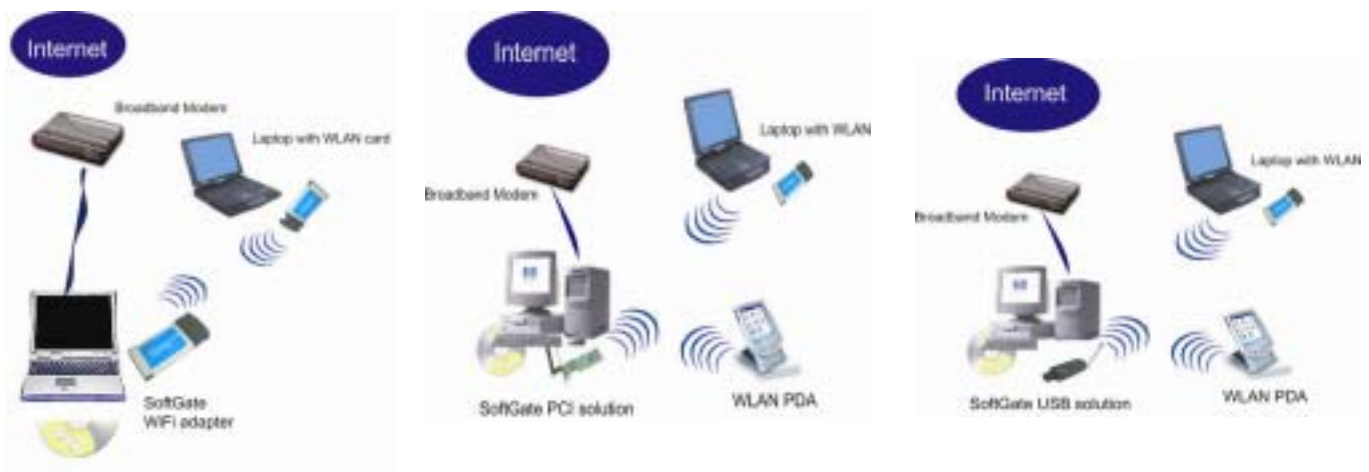 Internet
Broadband Modem
Laptop with WLAN card
SoftGate
WiFi adapter
Internet
Laptop with WLAN
Broadband Modem
SoftGate PCI solution
WLAN PDA
Internet
Laptop with WLAN
Broadband Modem
SoftGate USB solution
WLAN PDA